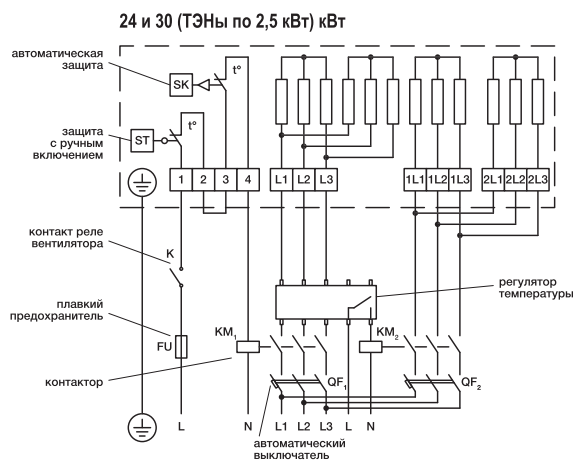 24 и 30 (ТЭНы по 2,5 кВт) кВт
автоматическая
защита
SK
t°
защита
с ручным
включением
ST
t°
1 2 3 4 L1 L2 L3 1L1 1L2 1L3 2L1 2L2 2L3
контакт реле
вентилятора
K
регулятор
температуры
плавкий
предохранитель
FU
KM1
KM2
контактор
QF1
QF2
L N L1 L2 L3 L N
автоматический
выключатель